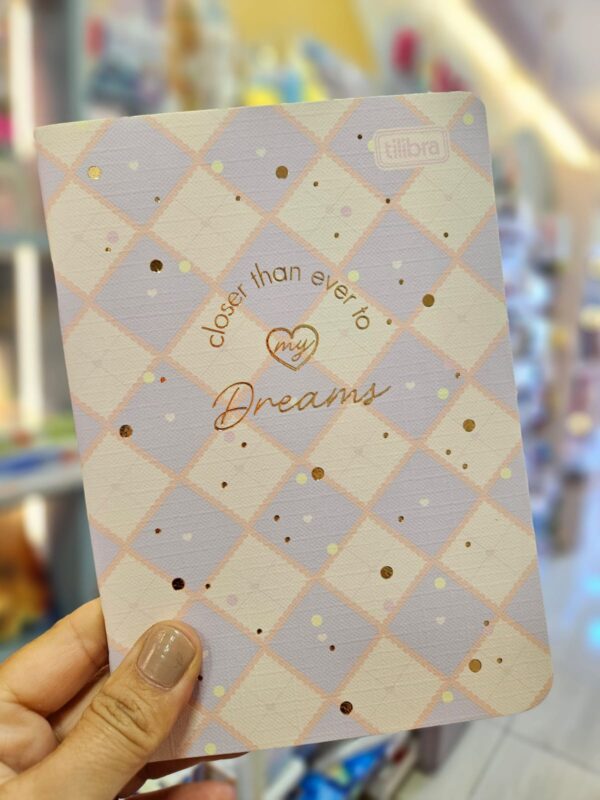 tilibra
closer than ever to
my
Dreams